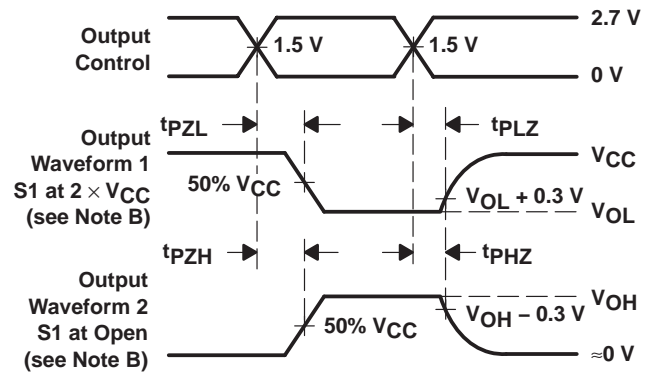 2.7 V
Output
Control
1.5 V
1.5 V
0 V
tPZL
tPLZ
Output
Waveform 1
S1 at 2 × VCC
(see Note B)
VCC
50% VCC
VOL + 0.3 V
VOL
tPZH
tPHZ
Output
Waveform 2
S1 at Open
(see Note B)
VOH
VOH − 0.3 V
50% VCC
≈0 V